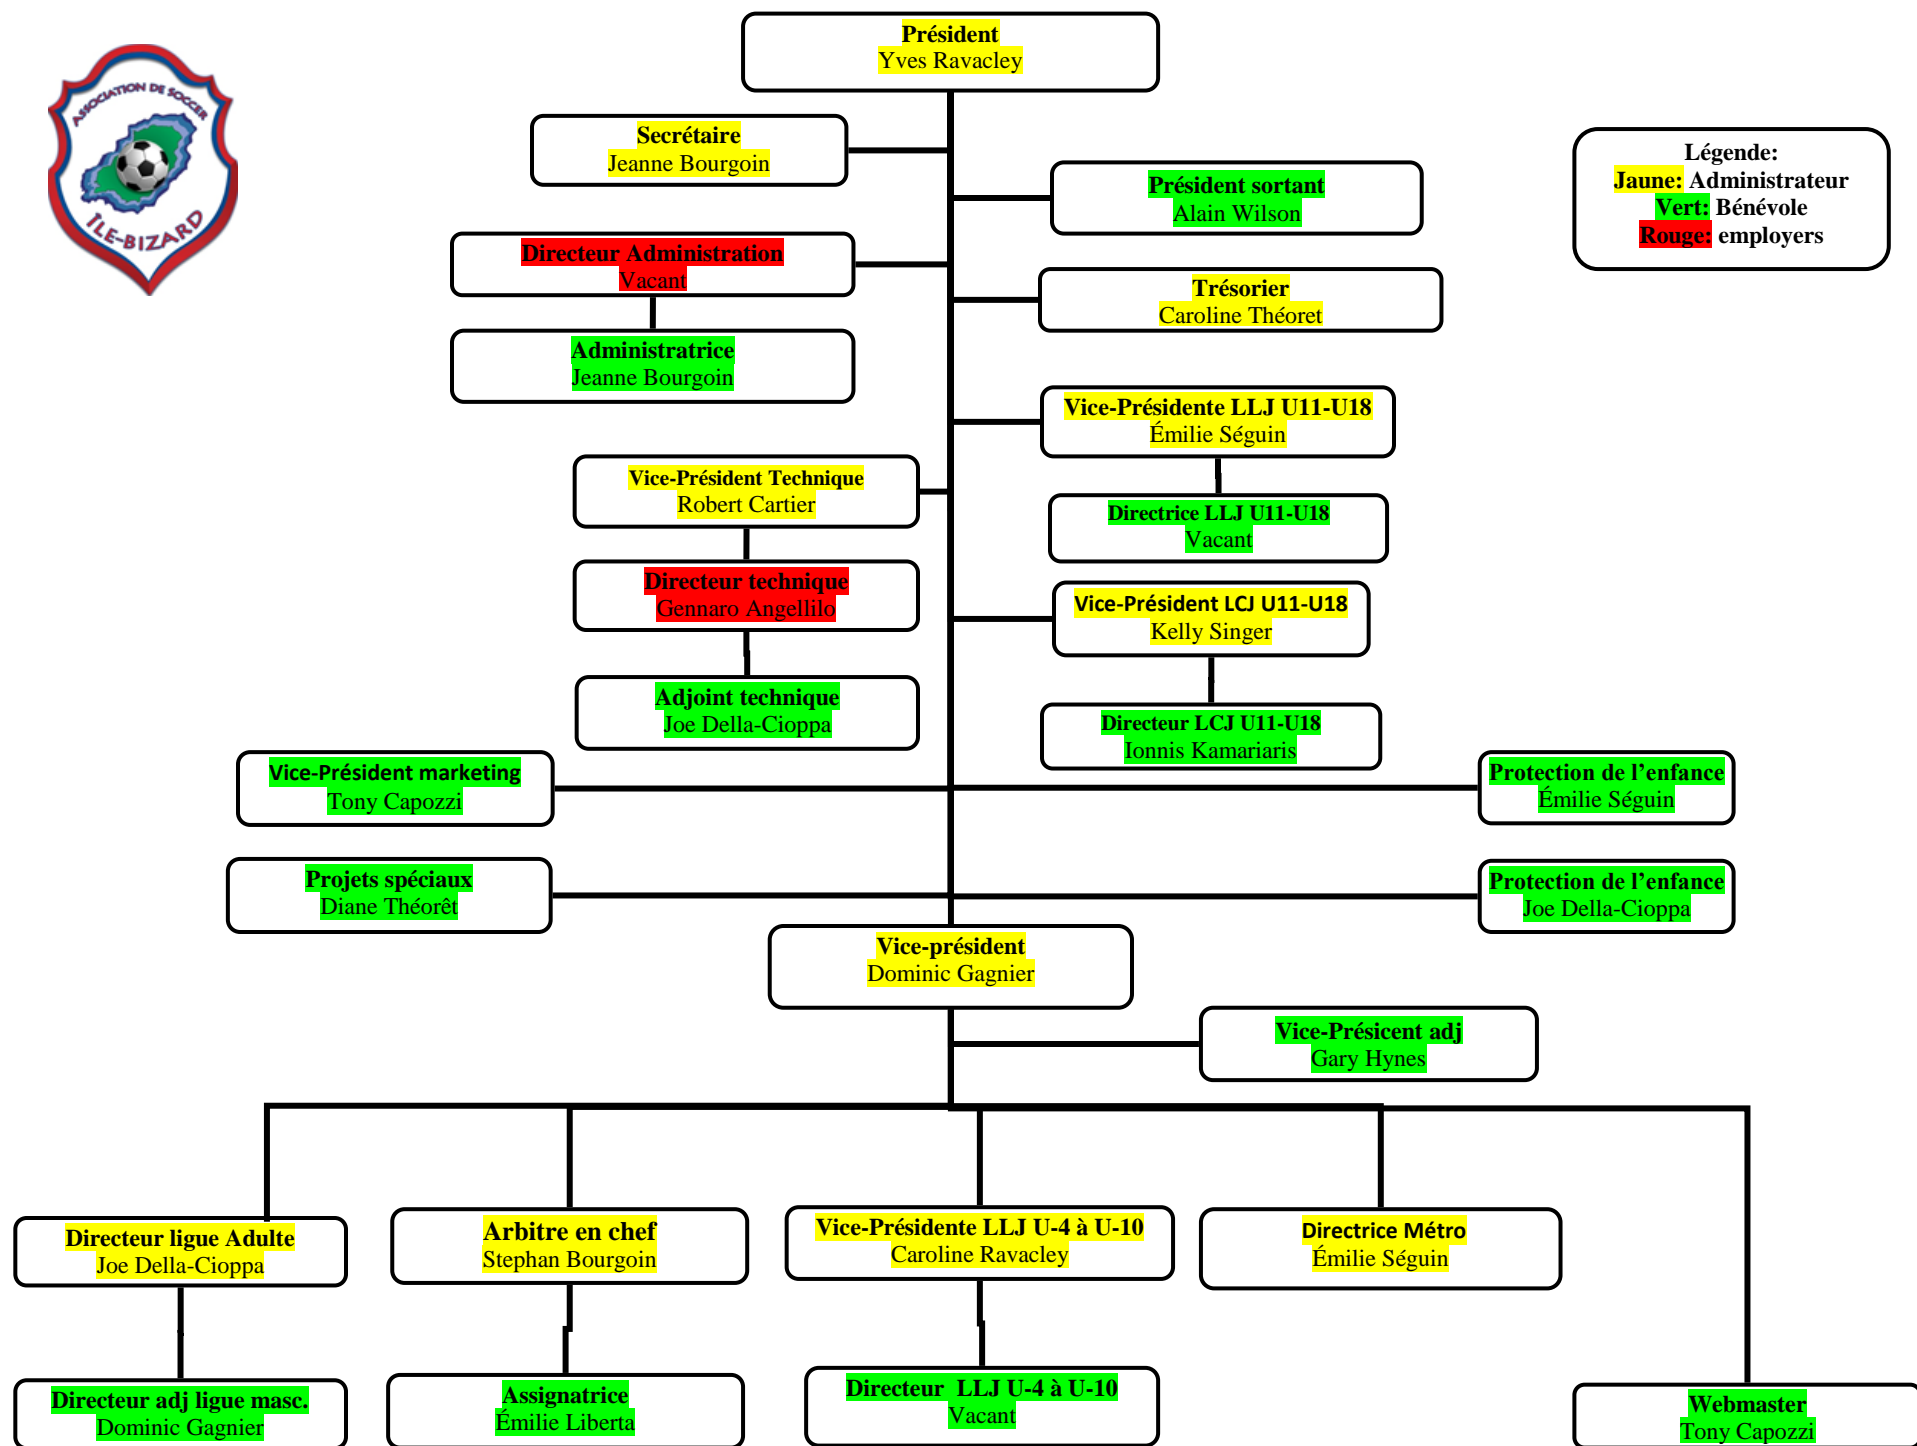 Président
Yves Ravacley
ASSOCIATION DE SOCCER
ÎLE-BIZARD
Secrétaire
Jeanne Bourgoin
Légende:
Jaune: Administrateur
Vert: Bénévole
Rouge: employers
Président sortant
Alain Wilson
Directeur Administration
Vacant
Trésorier
Caroline Théoret
Administratrice
Jeanne Bourgoin
Vice-Présidente LLJ U11-U18
Émilie Séguin
Vice-Président Technique
Robert Cartier
Directrice LLJ U11-U18
Vacant
Directeur technique
Gennaro Angellilo
Vice-Président LCJ U11-U18
Kelly Singer
Adjoint technique
Joe Della-Cioppa
Directeur LCJ U11-U18
Ionnis Kamariaris
Vice-Président marketing
Tony Capozzi
Protection de l’enfance
Émilie Séguin
Projets spéciaux
Diane Théorêt
Protection de l’enfance
Joe Della-Cioppa
Vice-président
Dominic Gagnier
Vice-Présicent adj
Gary Hynes
Directeur ligue Adulte
Joe Della-Cioppa
Arbitre en chef
Stephan Bourgoin
Vice-Présidente LLJ U-4 à U-10
Caroline Ravacley
Directrice Métro
Émilie Séguin
Directeur adj ligue masc.
Dominic Gagnier
Assignatrice
Émilie Liberta
Directeur LLJ U-4 à U-10
Vacant
Webmaster
Tony Capozzi